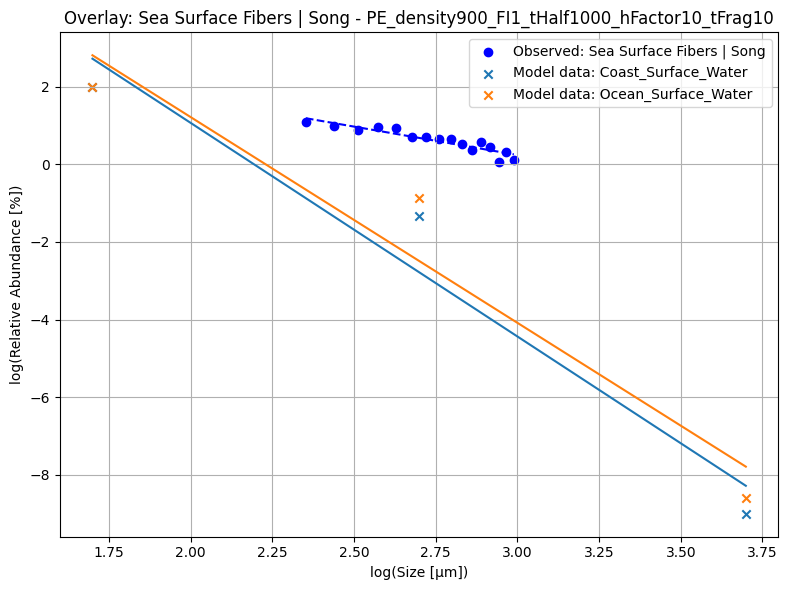 Overlay: Sea Surface Fibers | Song - PE_density900_FI1_tHalf1000_hFactor10_tFrag10
Observed: Sea Surface Fibers | Song
Model data: Coast_Surface_Water
Model data: Ocean_Surface_Water
log(Relative Abundance [%])
2
0
−2
−4
−6
−8
1.75 2.00 2.25 2.50 2.75 3.00 3.25 3.50 3.75
log(Size [µm])